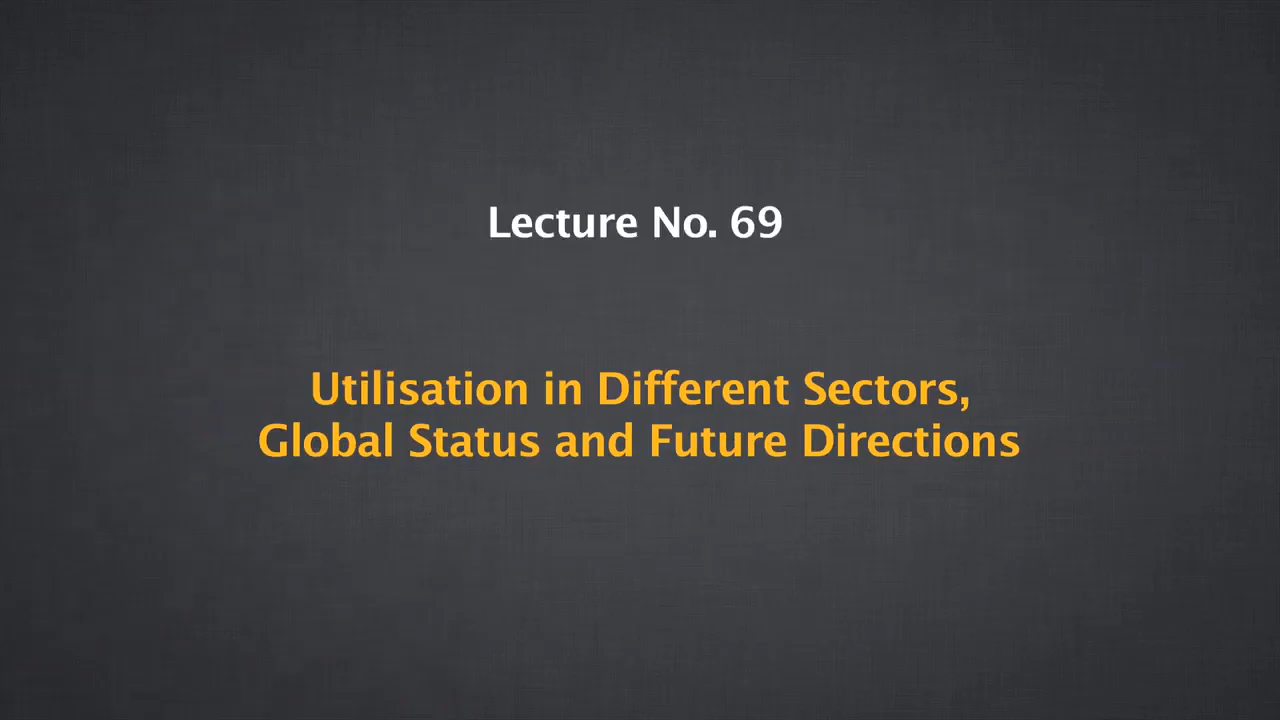 Lecture No. 69
Utilisation in Different Sectors,
Global Status and Future Directions